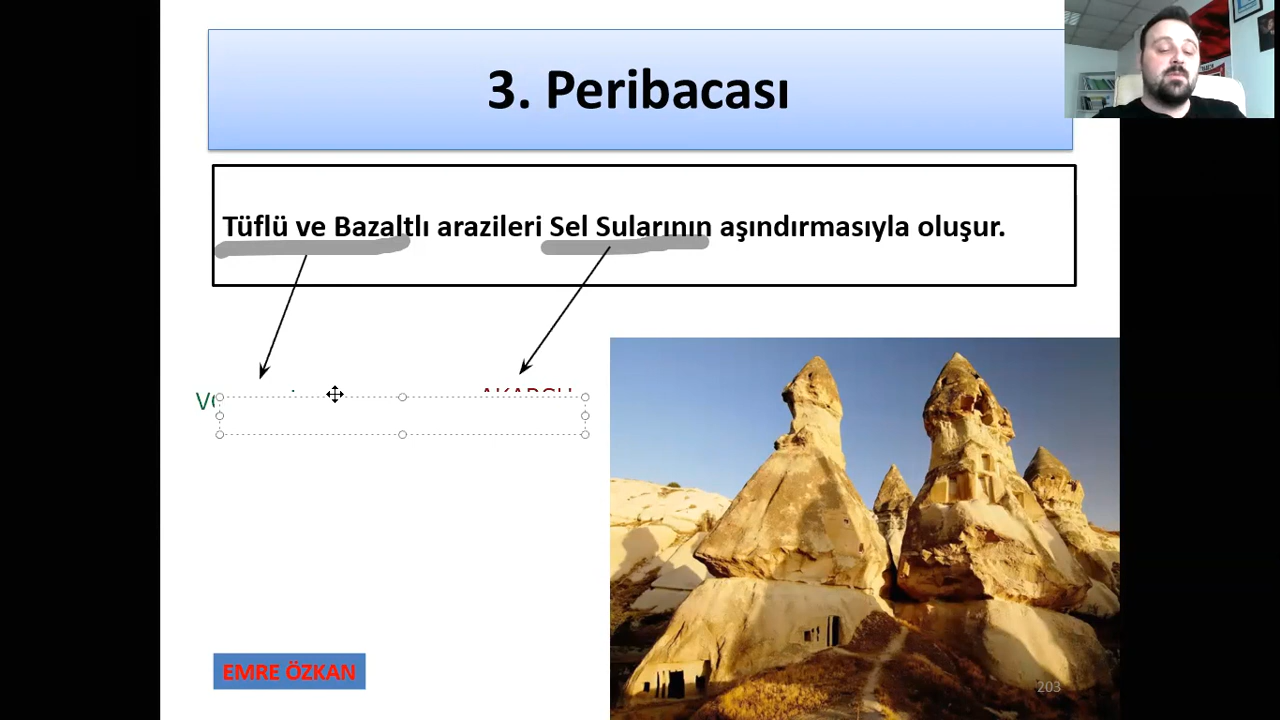 3. Peribacası
Tüflü ve Bazaltlı arazileri Sel Sularının aşındırmasıyla oluşur.
AKARSU
EMRE ÖZKAN
203